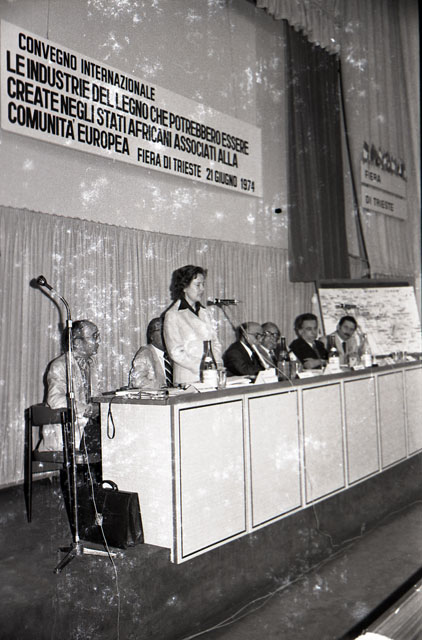 CONVEGNO INTERNAZIONALE
LE INDUSTRIE DEL LEGNO CHE POTREBBERO ESSERE
CREATE NEGLI STATI AFRICANI ASSOCIATI ALLA
COMUNITÀ EUROPEA FIERA DI TRIESTE 21 GIUGNO 1974
FIERA
DI TRIESTE